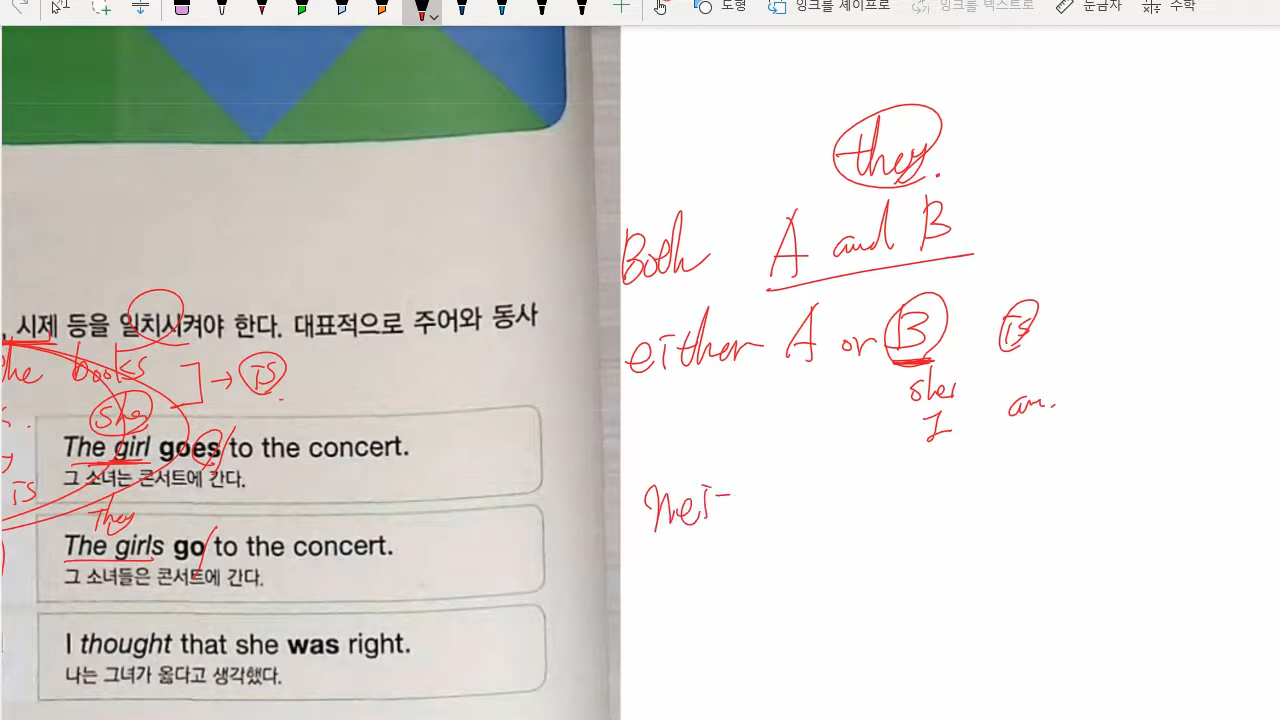 도형 잉크를 셰이프로 잉크를 텍스트로 눈금자 수학
they.
Both A and B
either A or B is
she
I am.
nei
, 시제 등을 일치시켜야 한다. 대표적으로 주어와 동사
the books
→ is
she
The girl goes to the concert.
그 소녀는 콘서트에 간다.
is
They
The girls go to the concert.
그 소녀들은 콘서트에 간다.
I thought that she was right.
나는 그녀가 옳다고 생각했다.